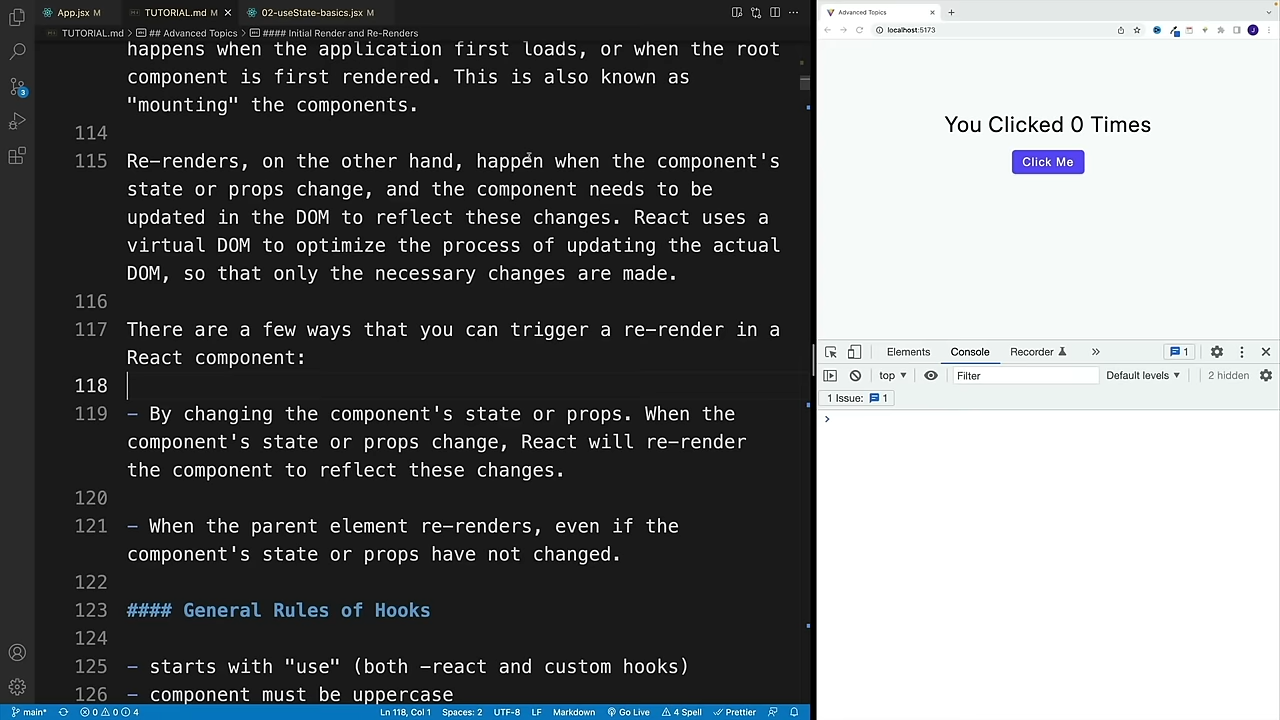 App.jsx M
TUTORIAL.md M
02-useState-basics.jsx M
TUTORIAL.md
#### Initial Render and Re-Renders
happens when the application first loads, or when the root
component is first rendered. This is also known as
"mounting" the components.
114
115 Re-renders, on the other hand, happen when the component's
state or props change, and the component needs to be
updated in the DOM to reflect these changes. React uses a
virtual DOM to optimize the process of updating the actual
DOM, so that only the necessary changes are made.
116
117 There are a few ways that you can trigger a re-render in a
React component:
118
119 - By changing the component's state or props. When the
component's state or props change, React will re-render
the component to reflect these changes.
120
121 - When the parent element re-renders, even if the
component's state or props have not changed.
122
123 #### General Rules of Hooks
124
125 - starts with "use" (both -react and custom hooks)
126 - component must be uppercase
3
main*
0 0 4
Ln 118, Col 1
Spaces: 2
UTF-8
LF
Markdown
Go Live
4 Spell
Prettier
Advanced Topics
localhost:5173
J
You Clicked 0 Times
Click Me
Elements
Console
Recorder
1
top
Filter
Default levels
2 hidden
1 Issue: 1